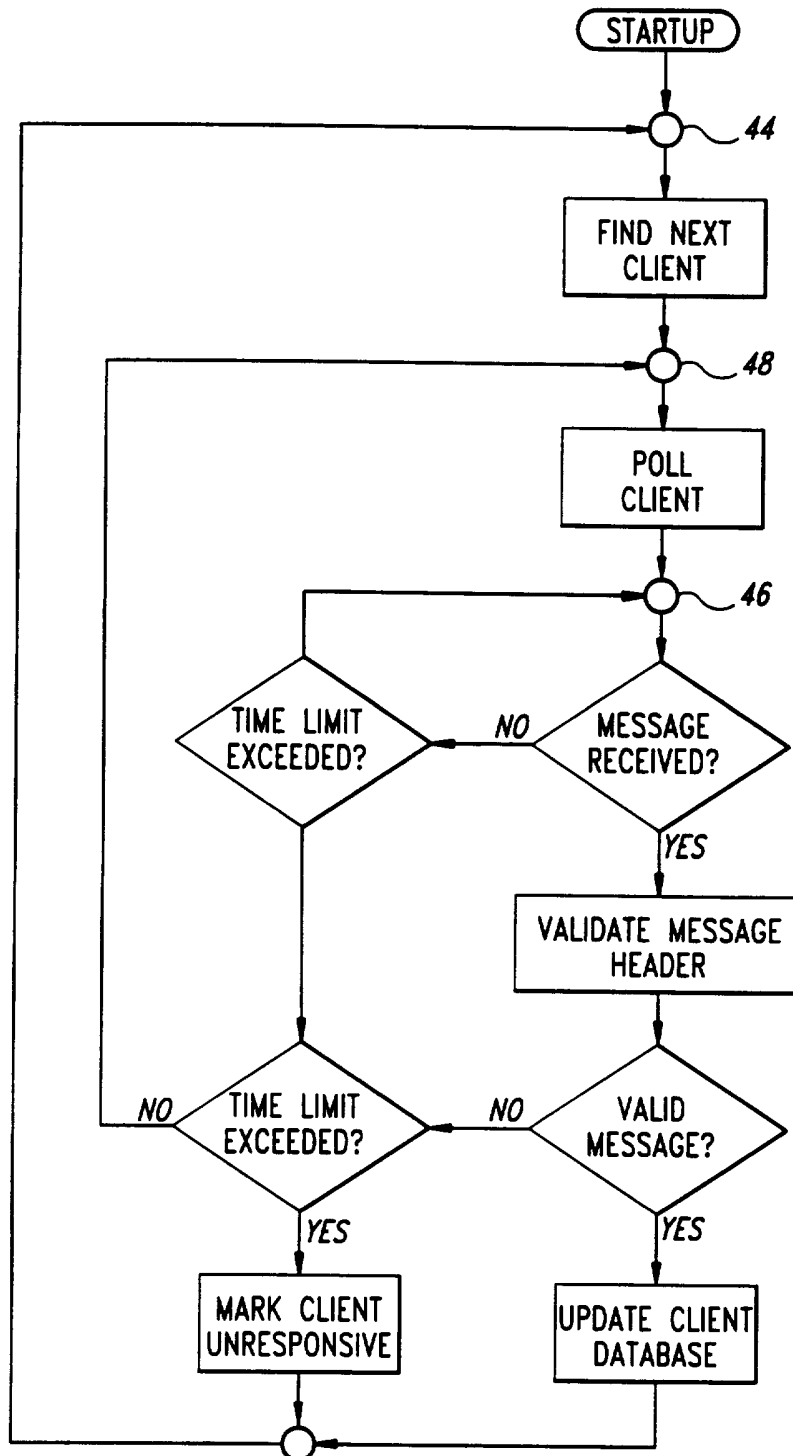 STARTUP
44
FIND NEXT
CLIENT
48
POLL
CLIENT
46
TIME LIMIT
EXCEEDED?
NO
MESSAGE
RECEIVED?
YES
VALIDATE MESSAGE
HEADER
NO
TIME LIMIT
EXCEEDED?
NO
VALID
MESSAGE?
YES
YES
MARK CLIENT
UNRESPONSIVE
UPDATE CLIENT
DATABASE